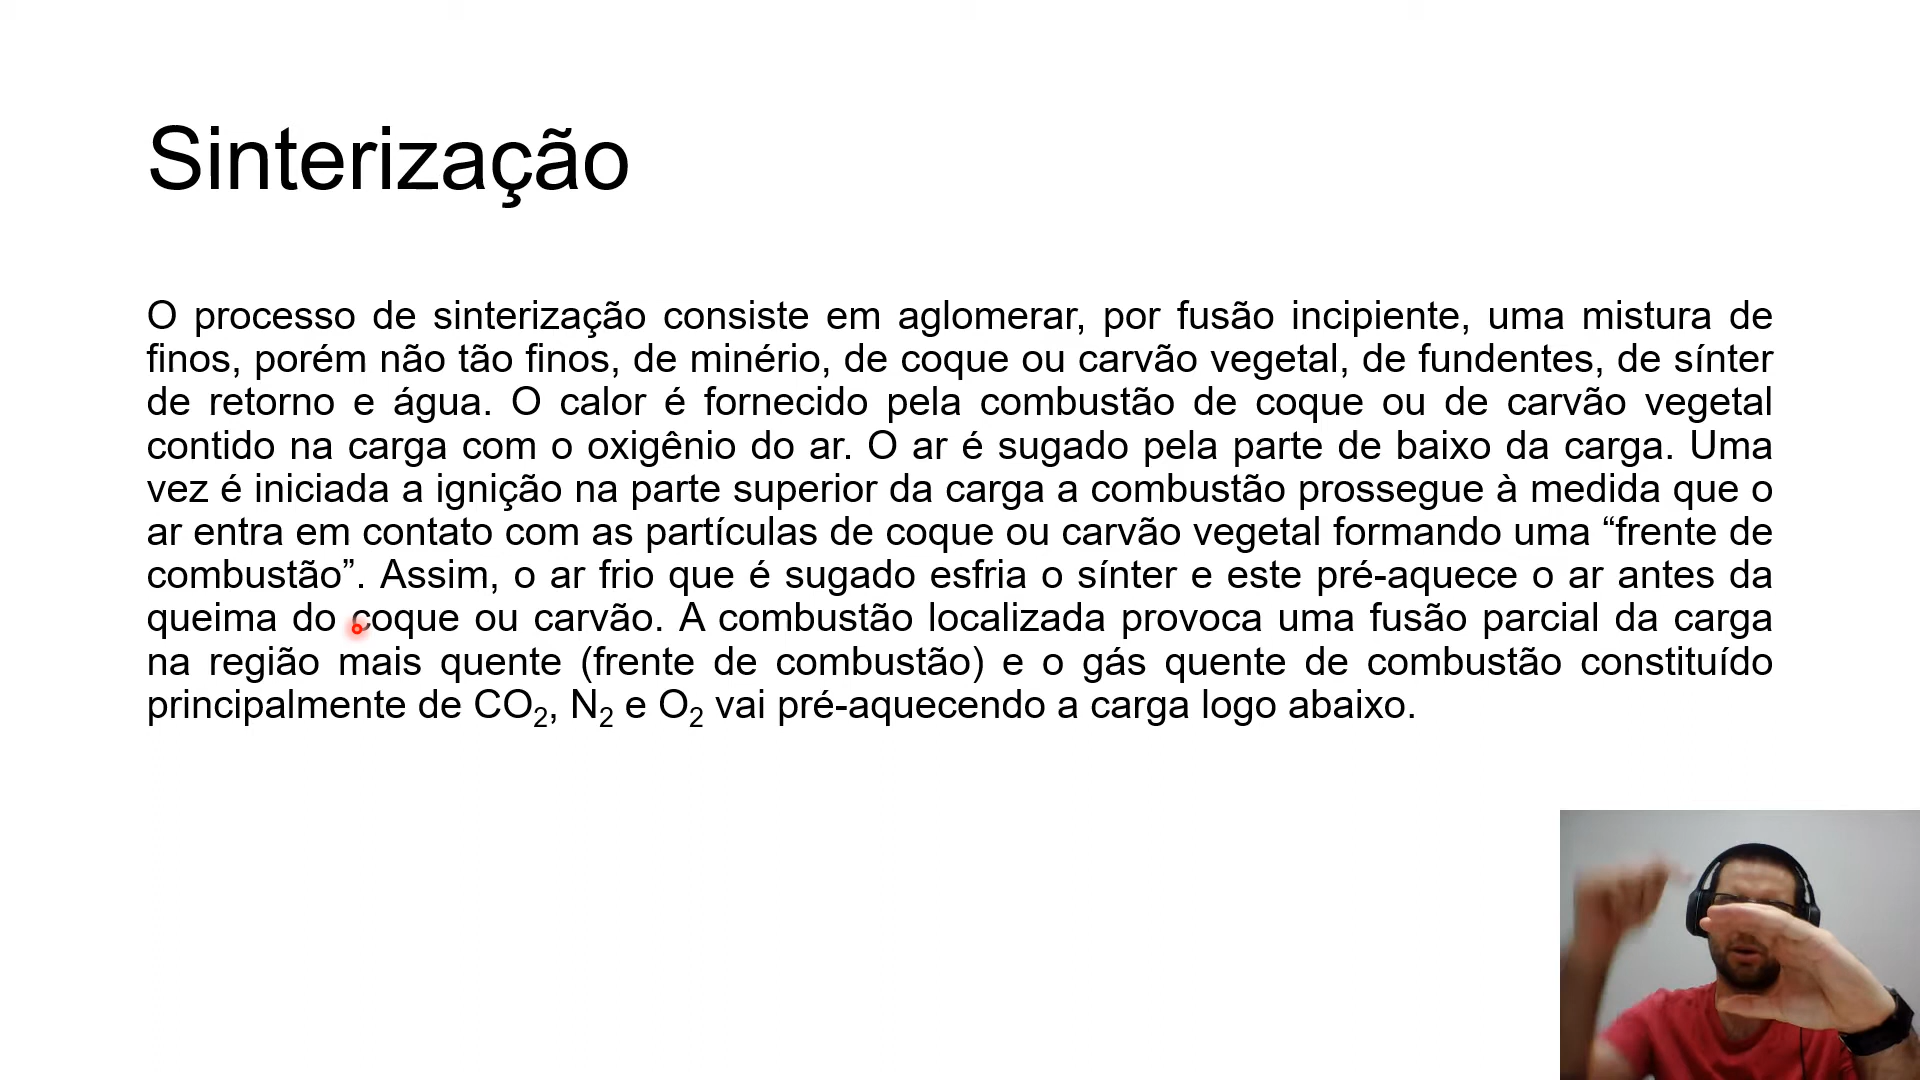 Sinterização
O processo de sinterização consiste em aglomerar, por fusão incipiente, uma mistura de
finos, porém não tão finos, de minério, de coque ou carvão vegetal, de fundentes, de sínter
de retorno e água. O calor é fornecido pela combustão de coque ou de carvão vegetal
contido na carga com o oxigênio do ar. O ar é sugado pela parte de baixo da carga. Uma
vez é iniciada a ignição na parte superior da carga a combustão prossegue à medida que o
ar entra em contato com as partículas de coque ou carvão vegetal formando uma “frente de
combustão”. Assim, o ar frio que é sugado esfria o sínter e este pré-aquece o ar antes da
queima do coque ou carvão. A combustão localizada provoca uma fusão parcial da carga
na região mais quente (frente de combustão) e o gás quente de combustão constituído
principalmente de CO₂, N₂ e O₂ vai pré-aquecendo a carga logo abaixo.